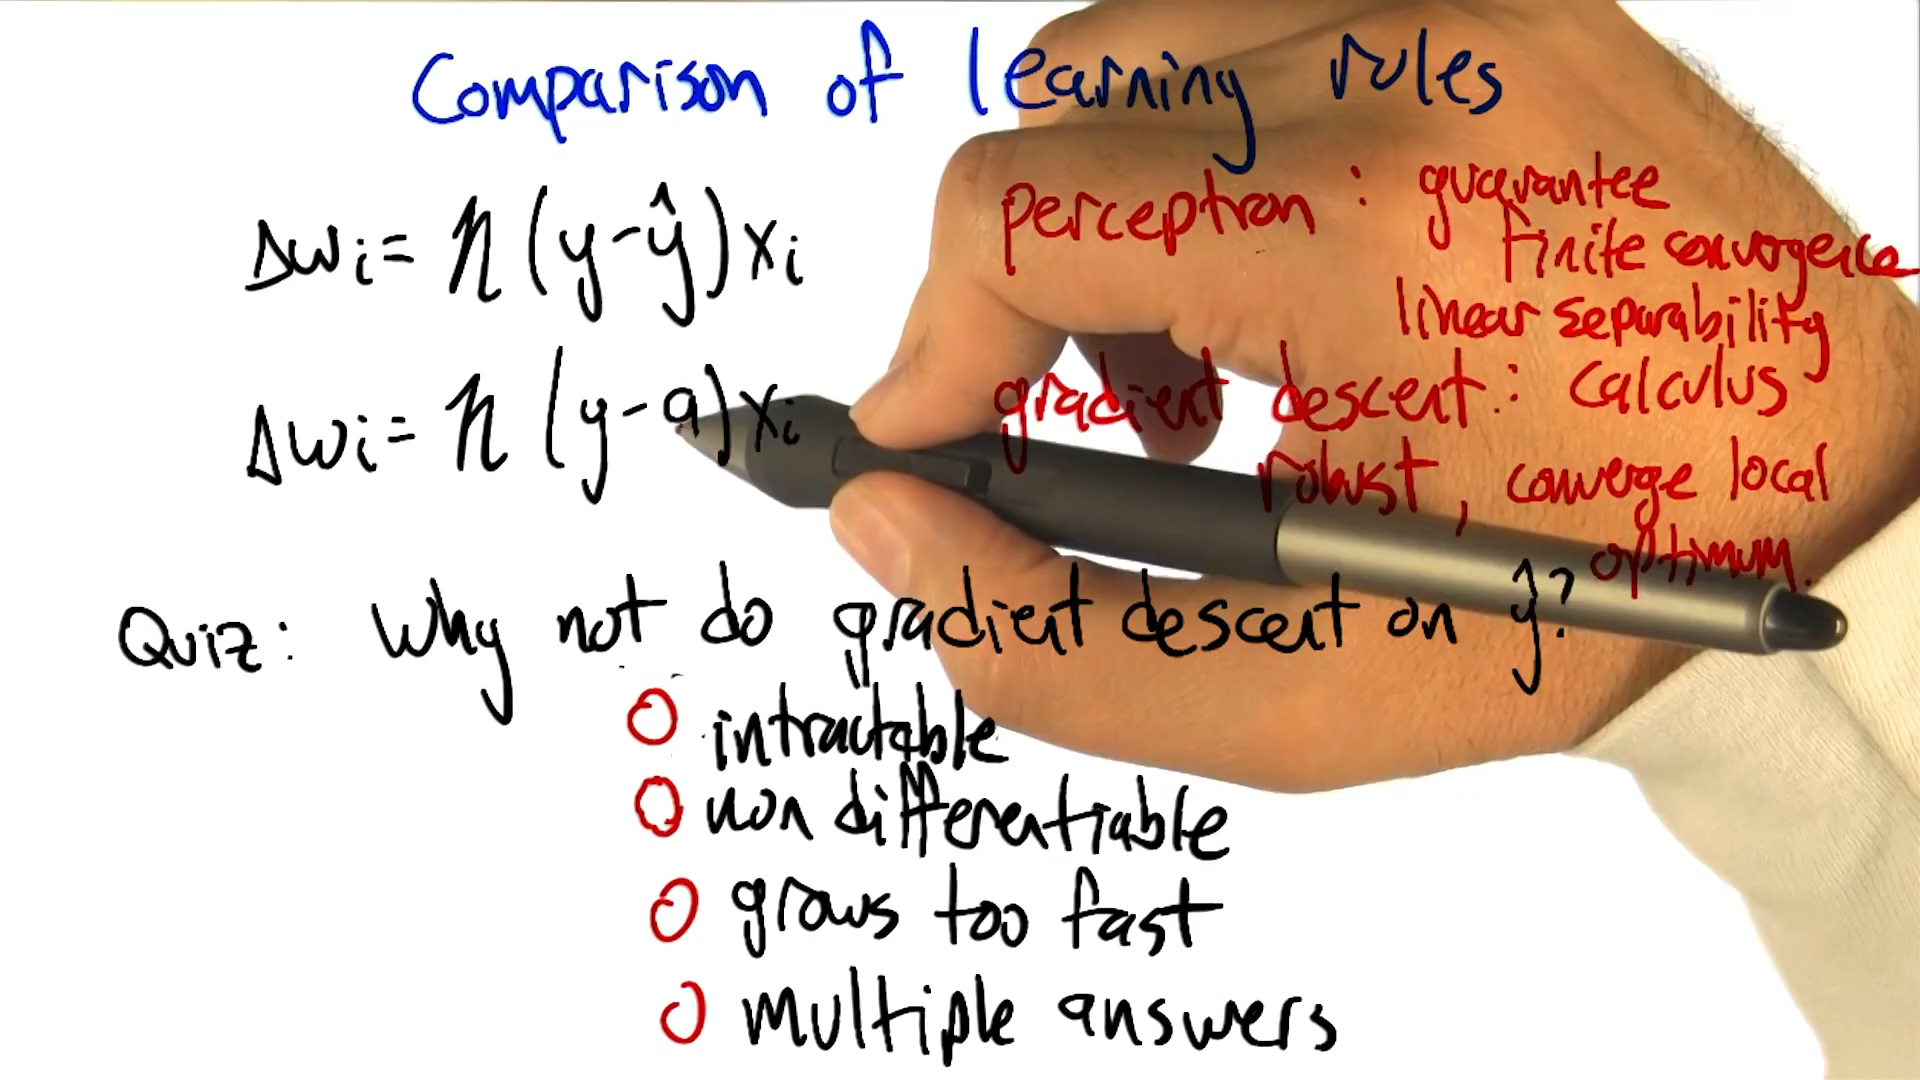 Comparison of learning rules
Δwi = η (y-ŷ) xi
perceptron : guarantee
finite convergence
linear separability
Δwi = η (y-a) xi
gradient descent : calculus
robust, converge local
optimum.
Quiz: Why not do gradient descent on ŷ?
intractable
non differentiable
grows too fast
multiple answers